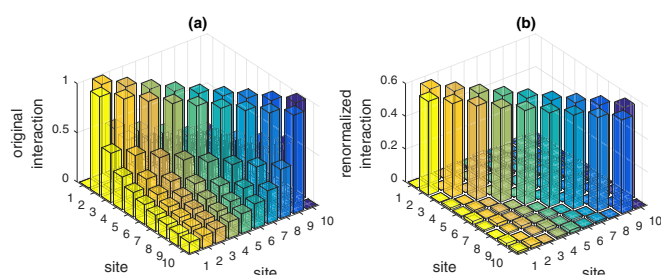 (a)
(b)
1
0.5
0
original
interaction
1 2 3 4 5 6 7 8 9 10
site
1 2 3 4 5 6 7 8 9 10
site
0.6
0.4
0.2
0
renormalized
interaction
1 2 3 4 5 6 7 8 9 10
site
1 2 3 4 5 6 7 8 9 10
site